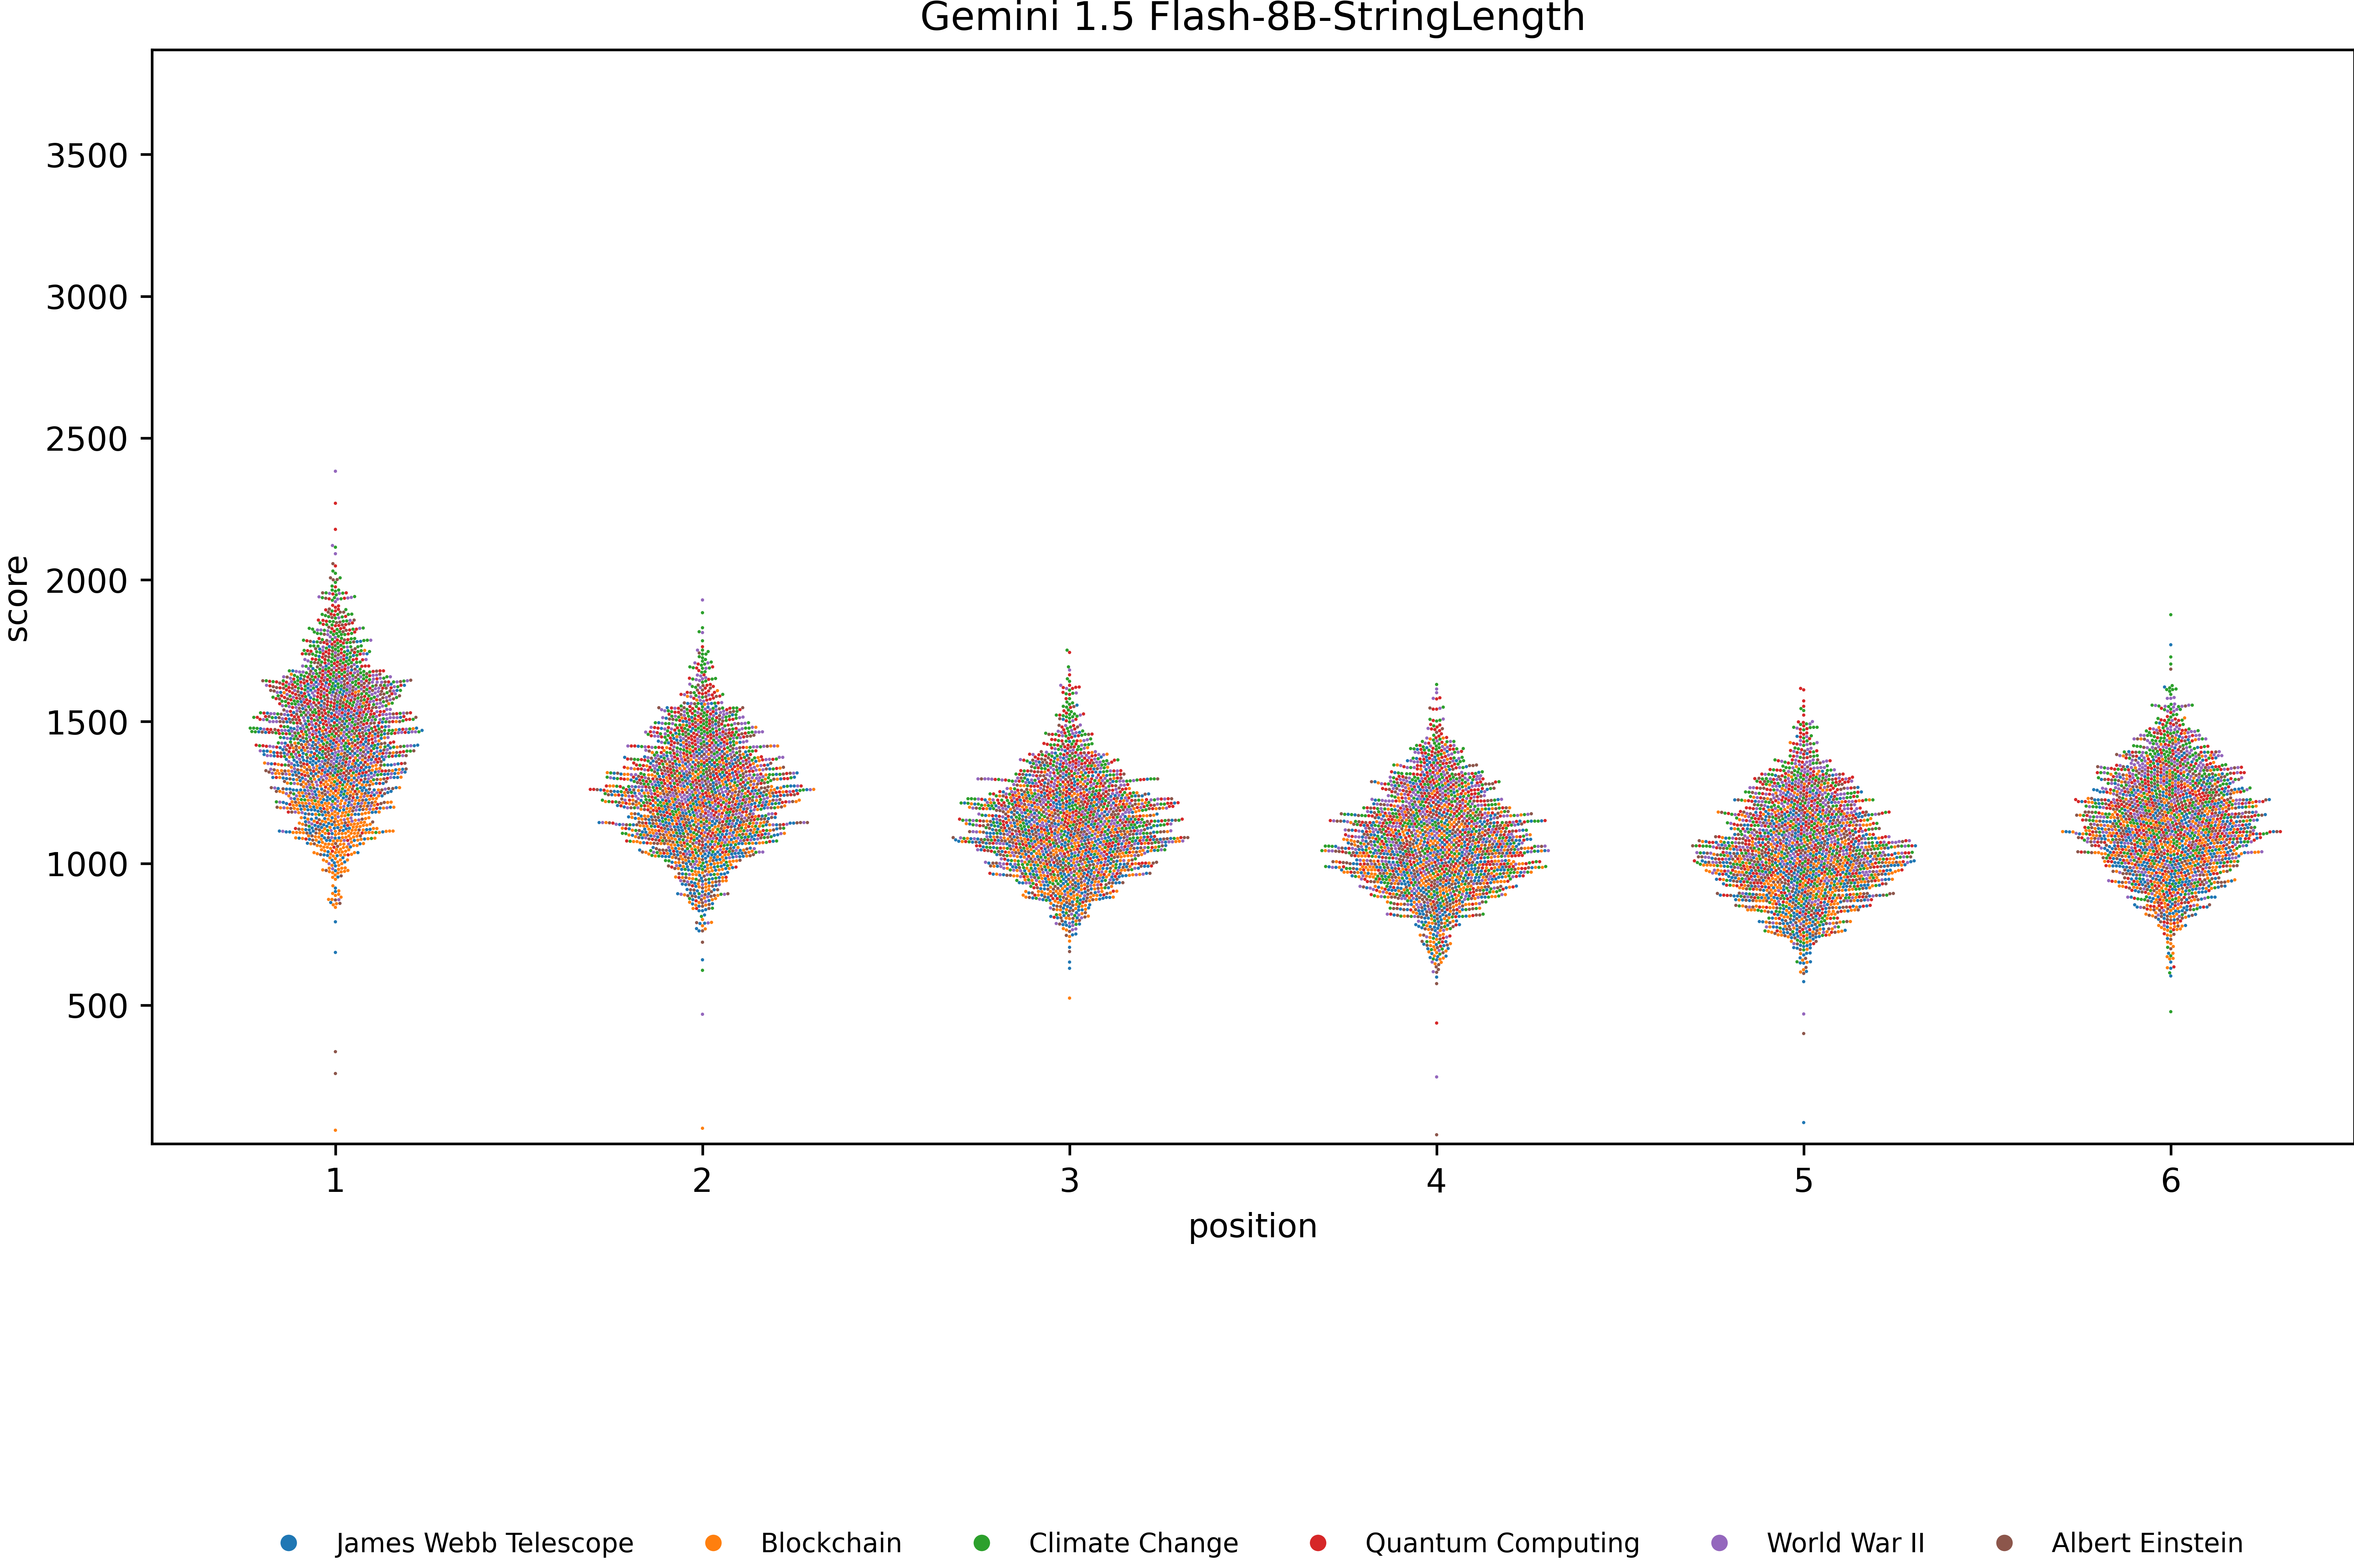 Gemini 1.5 Flash-8B-StringLength
3500
3000
2500
2000
1500
1000
500
score
1 2 3 4 5 6
position
James Webb Telescope Blockchain Climate Change Quantum Computing World War II Albert Einstein